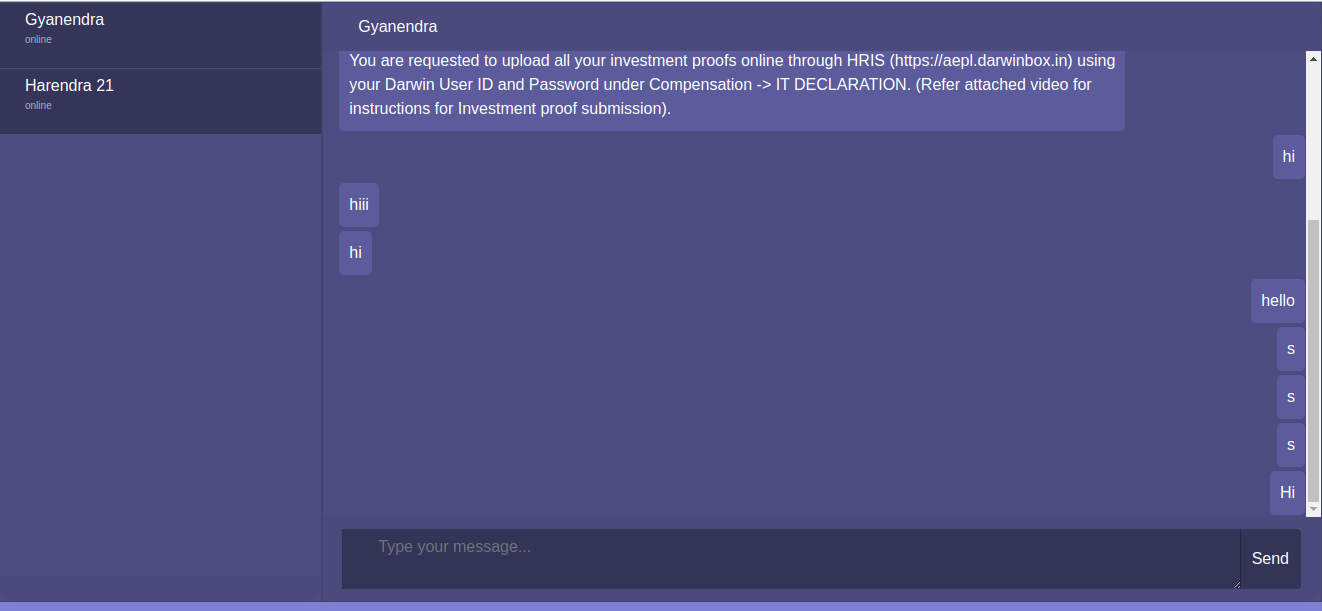 Gyanendra
online
Harendra 21
online
Gyanendra
You are requested to upload all your investment proofs online through HRIS (https://aepl.darwinbox.in) using
your Darwin User ID and Password under Compensation -> IT DECLARATION. (Refer attached video for
instructions for Investment proof submission).
hi
hiii
hi
hello
s
s
s
Hi
Type your message...
Send